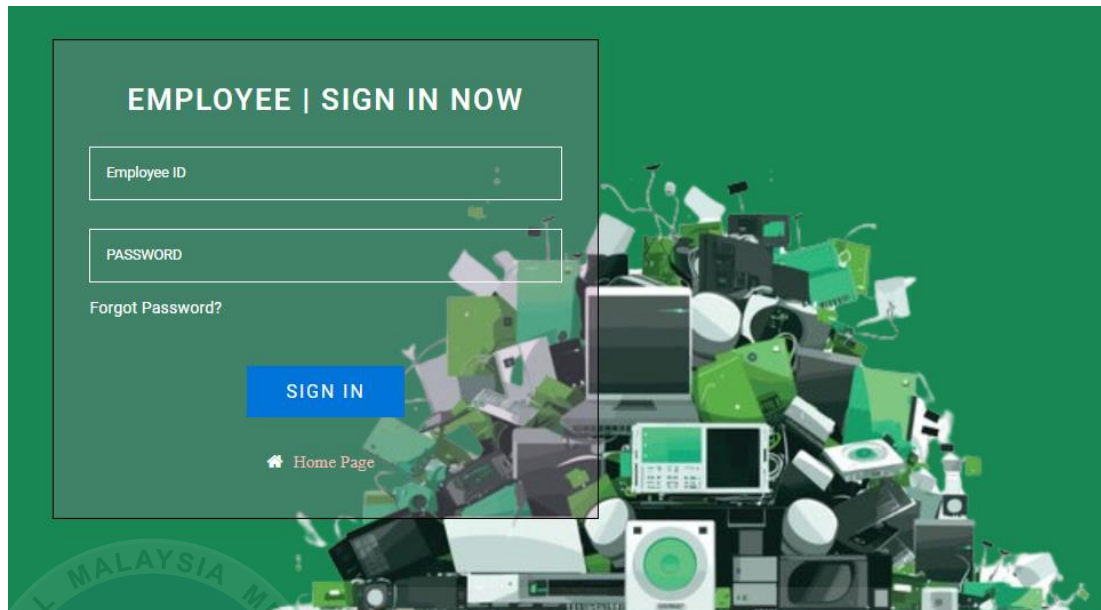 EMPLOYEE | SIGN IN NOW
Employee ID
PASSWORD
Forgot Password?
SIGN IN
Home Page
MALAYSIA